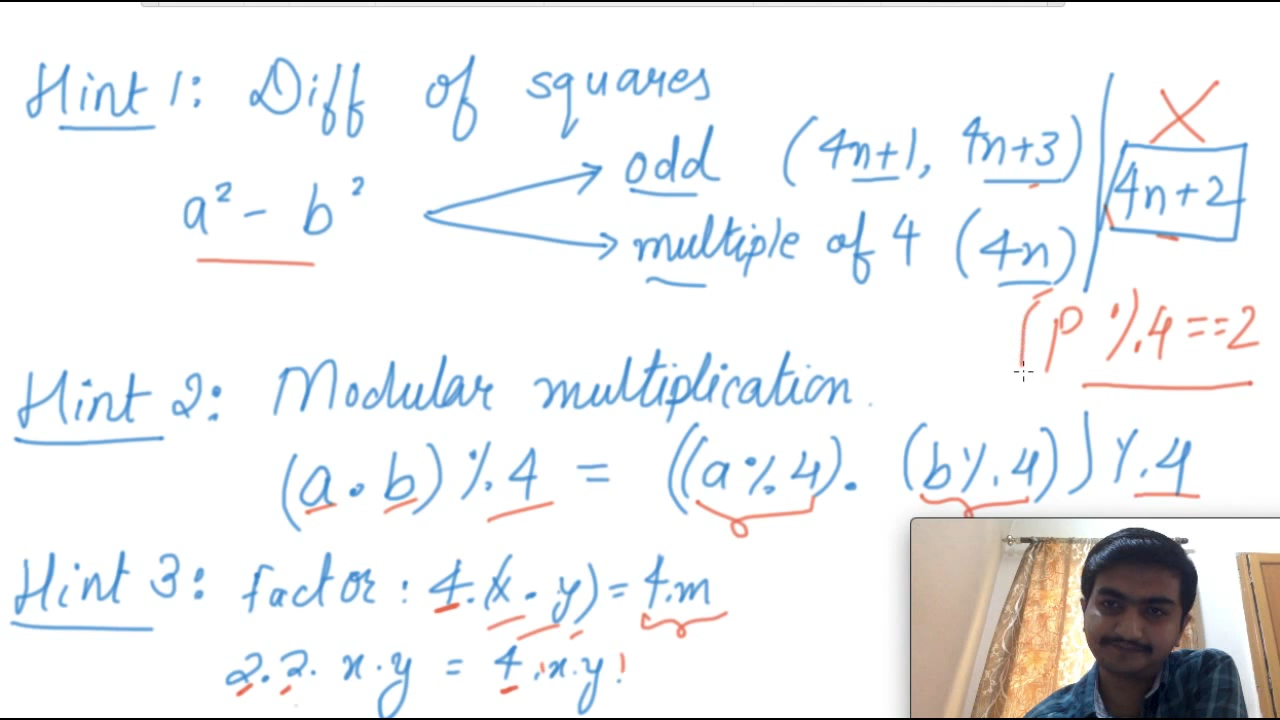 Hint 1: Diff of squares
a² - b²
odd (4n+1, 4n+3)
multiple of 4 (4n)
4n+2
(P %.4==2
Hint 2: Modular multiplication.
(a . b) %.4 = ((a%.4). (b%.4)) %.4
Hint 3: factor: 4.(x. y) = 4.m
2.2. x.y = 4.x.y!